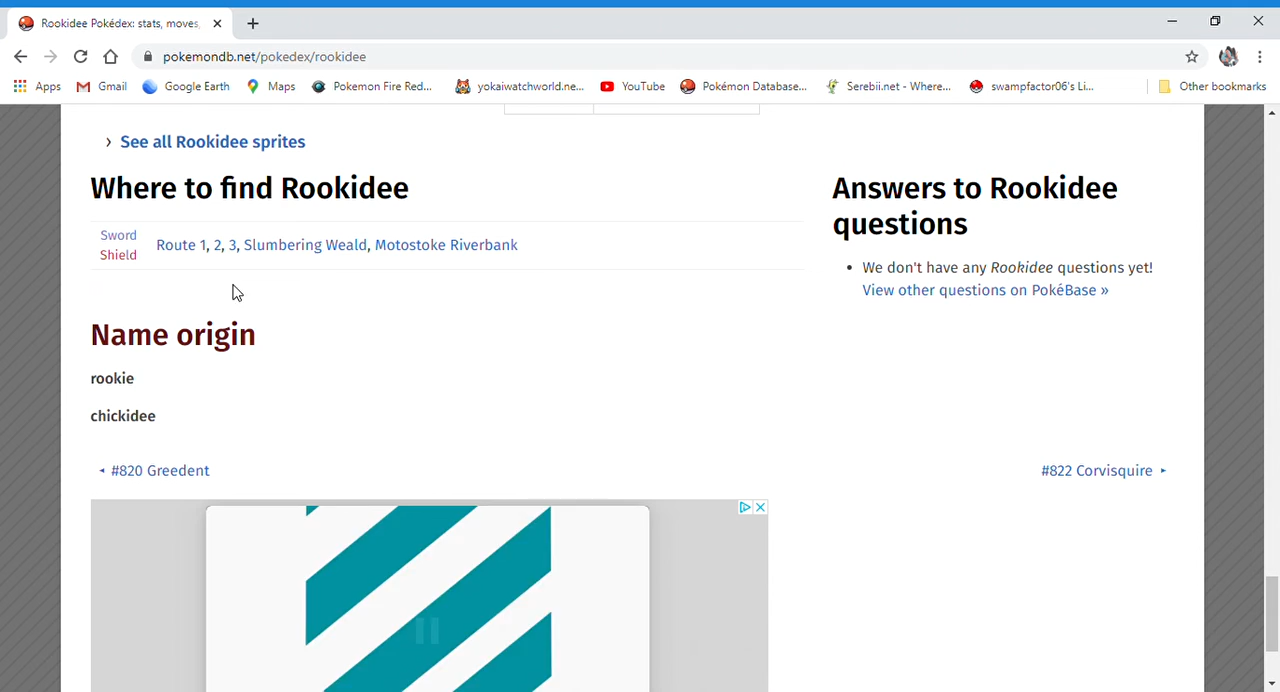 Rookidee Pokédex: stats, moves,
pokemondb.net/pokedex/rookidee
Apps Gmail Google Earth Maps Pokemon Fire Red... yokaiwatchworld.ne... YouTube Pokémon Database... Serebii.net - Where... swampfactor06's Li... Other bookmarks
› See all Rookidee sprites
Where to find Rookidee
Sword
Shield
Route 1, 2, 3, Slumbering Weald, Motostoke Riverbank
Answers to Rookidee
questions
• We don't have any Rookidee questions yet!
View other questions on PokéBase »
Name origin
rookie
chickidee
#820 Greedent
#822 Corvisquire